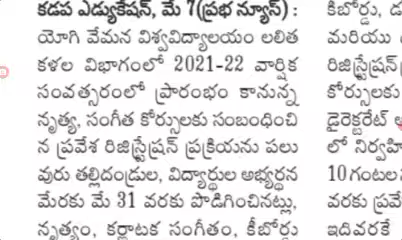 కడప ఎడ్యుకేషన్, మే 7(ప్రభ న్యూస్) :
యోగి వేమన విశ్వవిద్యాలయం లలిత
కళల విభాగంలో 2021-22 వార్షిక
సంవత్సరంలో ప్రారంభం కానున్న
నృత్య, సంగీత కోర్సులకు సంబంధించి
న ప్రవేశ రిజిస్ట్రేషన్ ప్రక్రియను పలు
వురు తల్లిదండ్రుల, విద్యార్థుల అభ్యర్థన
మేరకు మే 31 వరకు పొడిగించినట్లు,
నృత్యం, కర్ణాటక సంగీతం, కీబోర్డు
కీబోర్డు,
మరియు
రిజిస్ట్రేషన్
కోర్సులకు
డైరెక్టరేట్
లో నిర్వహి
10గంటల
వరకు ప్రవే
ఇదివరకే